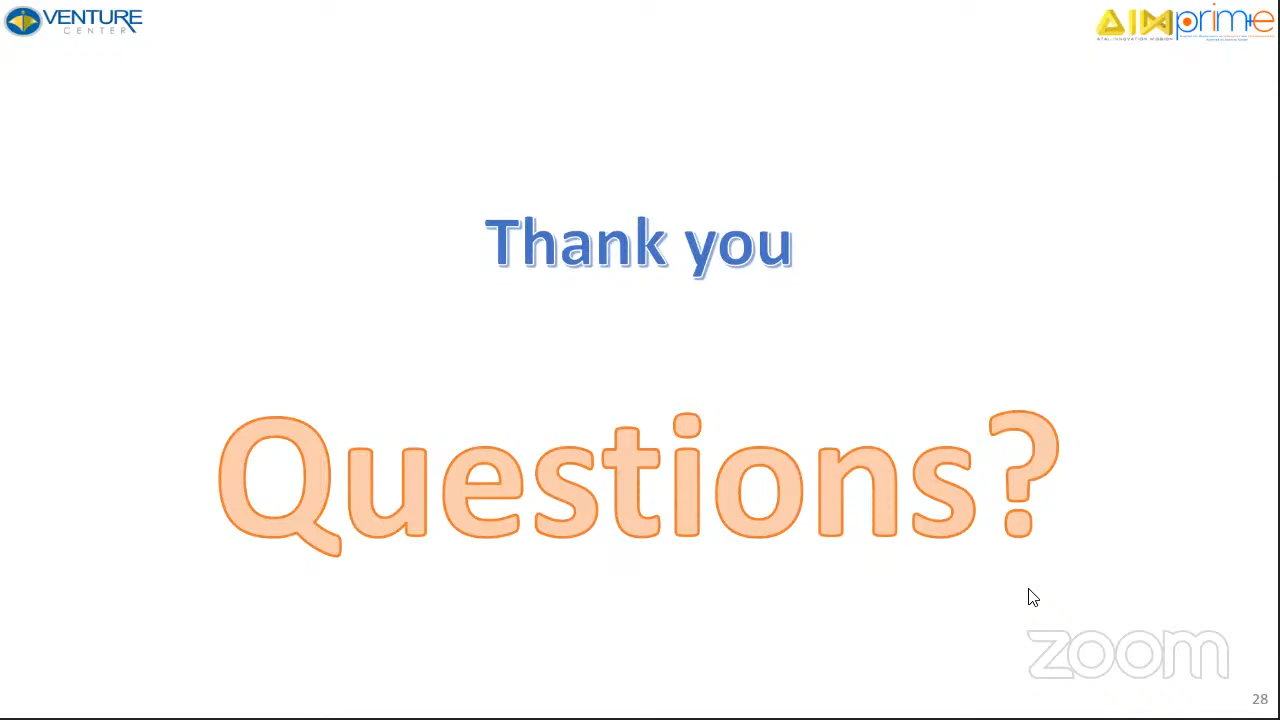 VENTURE
CENTER
AIM prime
ATAL INNOVATION MISSION
Thank you
Questions?
zoom
28